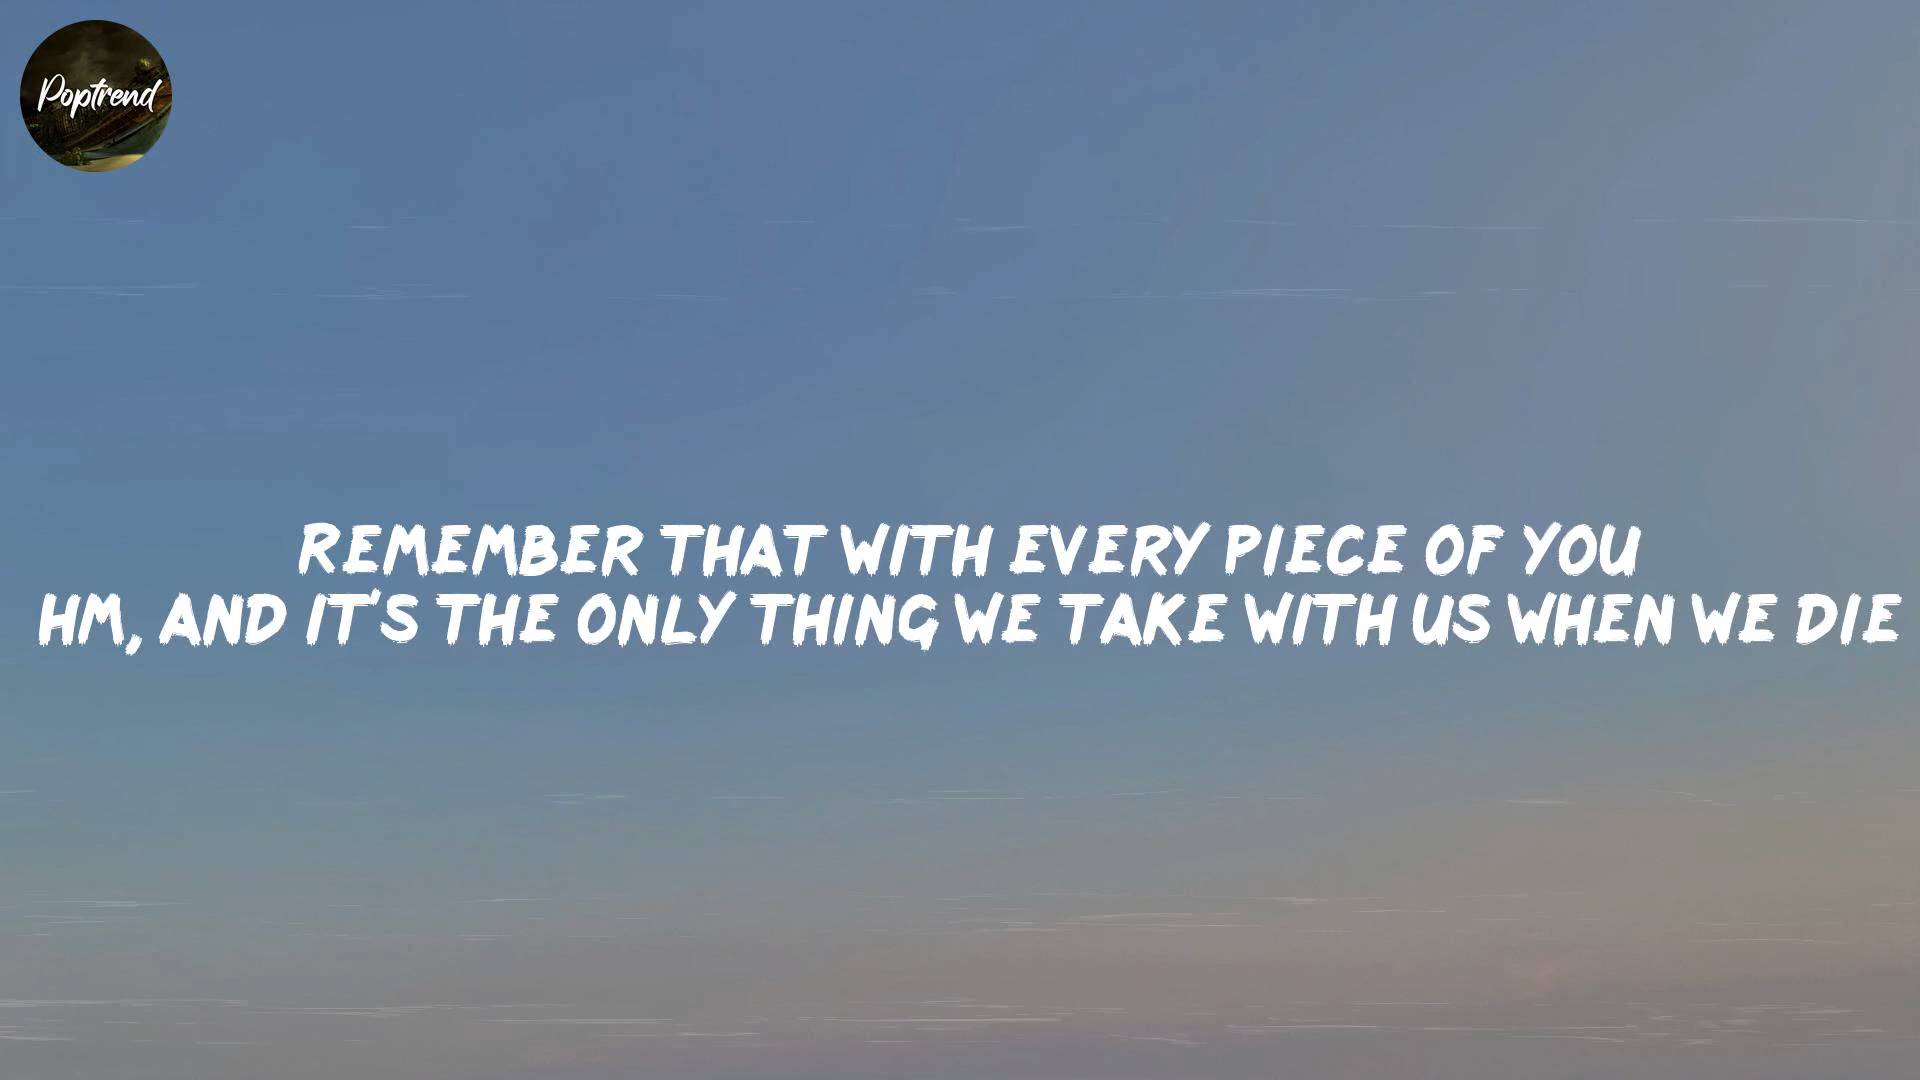 Poptrend
REMEMBER THAT WITH EVERY PIECE OF YOU
HM, AND IT'S THE ONLY THING WE TAKE WITH US WHEN WE DIE